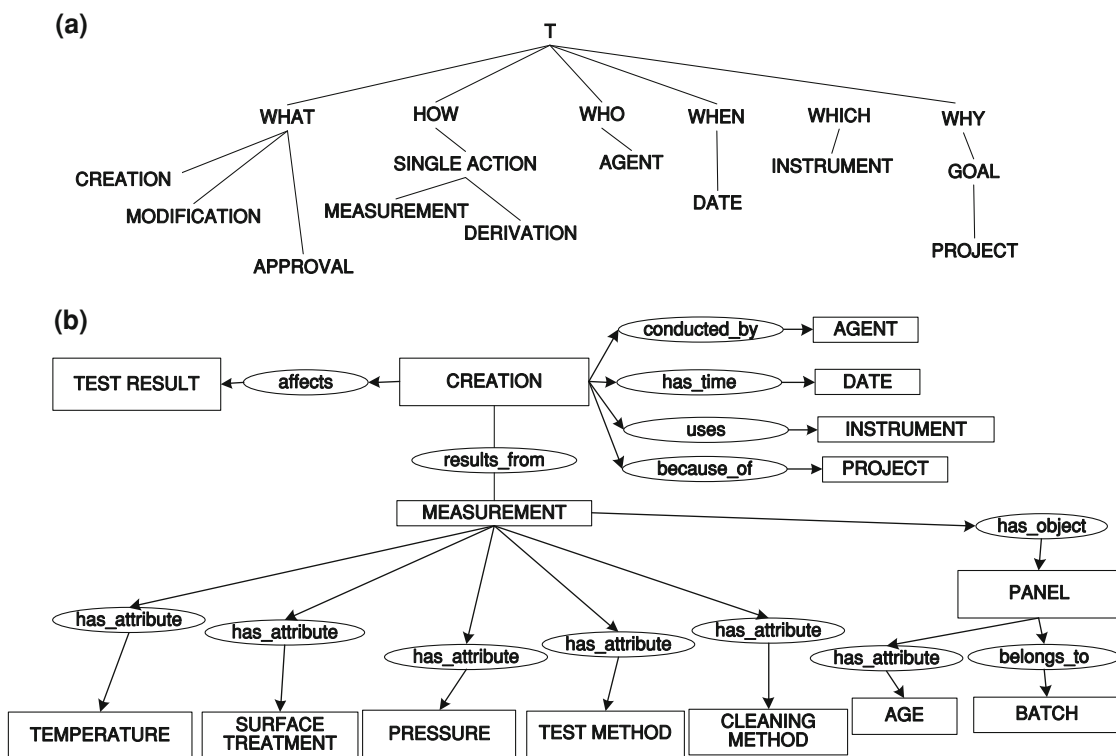 (a)
T
WHAT
HOW
WHO
WHEN
WHICH
WHY
CREATION
MODIFICATION
APPROVAL
SINGLE ACTION
MEASUREMENT
DERIVATION
AGENT
DATE
INSTRUMENT
GOAL
PROJECT
(b)
TEST RESULT
affects
CREATION
conducted_by
AGENT
has_time
DATE
uses
INSTRUMENT
because_of
PROJECT
results_from
MEASUREMENT
has_object
PANEL
has_attribute
has_attribute
has_attribute
has_attribute
has_attribute
has_attribute
belongs_to
TEMPERATURE
SURFACE
TREATMENT
PRESSURE
TEST METHOD
CLEANING
METHOD
AGE
BATCH